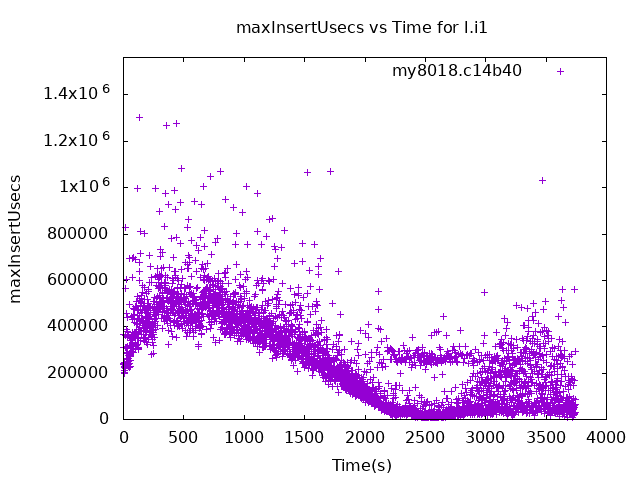 maxInsertUsecs vs Time for I.i1
my8018.c14b40
maxInsertUsecs
1.4x10^6
1.2x10^6
1x10^6
800000
600000
400000
200000
0
0 500 1000 1500 2000 2500 3000 3500 4000
Time(s)